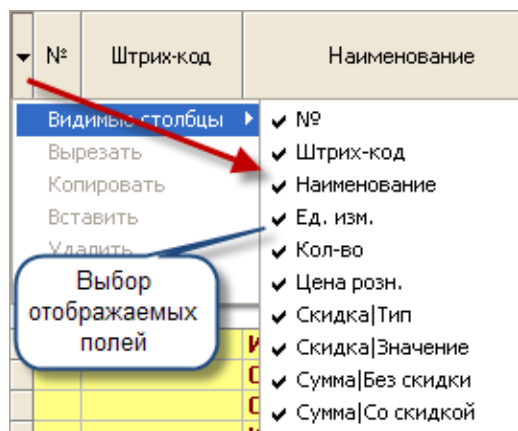 № Штрих-код Наименование
Видимые столбцы
Вырезать
Копировать
Вставить
Удалить
Выбор
отображаемых
полей
№
Штрих-код
Наименование
Ед. изм.
Кол-во
Цена розн.
Скидка|Тип
Скидка|Значение
Сумма|Без скидки
Сумма|Со скидкой